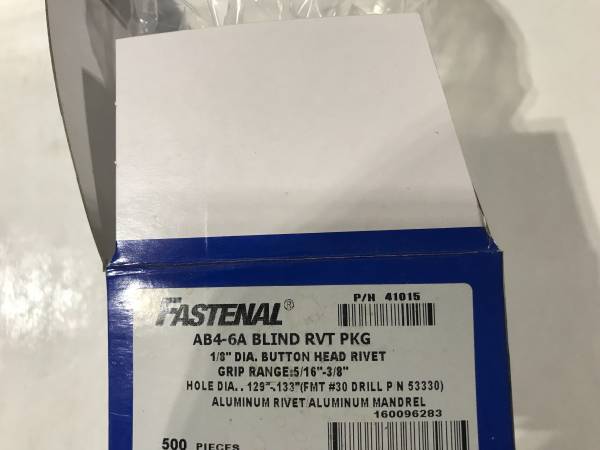 FASTENAL® P/N 41015
AB4-6A BLIND RVT PKG
1/8" DIA. BUTTON HEAD RIVET
GRIP RANGE:5/16"-3/8"
HOLE DIA. .129"-.133"(FMT #30 DRILL P N 53330)
ALUMINUM RIVET ALUMINUM MANDREL
160096283
500 PIECES